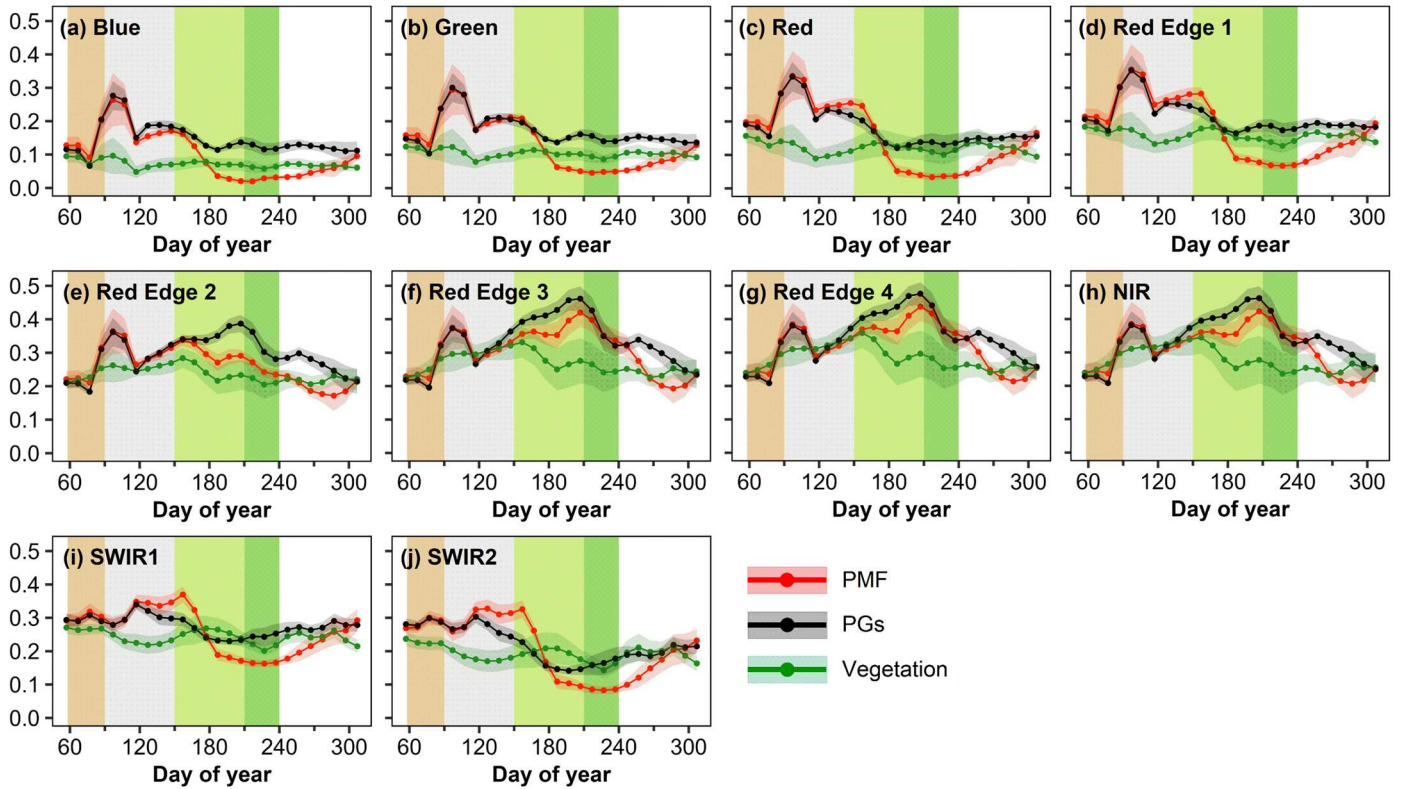 (a) Blue
(b) Green
(c) Red
(d) Red Edge 1
0.5
0.4
0.3
0.2
0.1
0.0
60 120 180 240 300
60 120 180 240 300
60 120 180 240 300
60 120 180 240 300
Day of year
Day of year
Day of year
Day of year
(e) Red Edge 2
(f) Red Edge 3
(g) Red Edge 4
(h) NIR
0.5
0.4
0.3
0.2
0.1
0.0
60 120 180 240 300
60 120 180 240 300
60 120 180 240 300
60 120 180 240 300
Day of year
Day of year
Day of year
Day of year
(i) SWIR1
(j) SWIR2
0.5
0.4
0.3
0.2
0.1
0.0
60 120 180 240 300
60 120 180 240 300
Day of year
Day of year
PMF
PGs
Vegetation